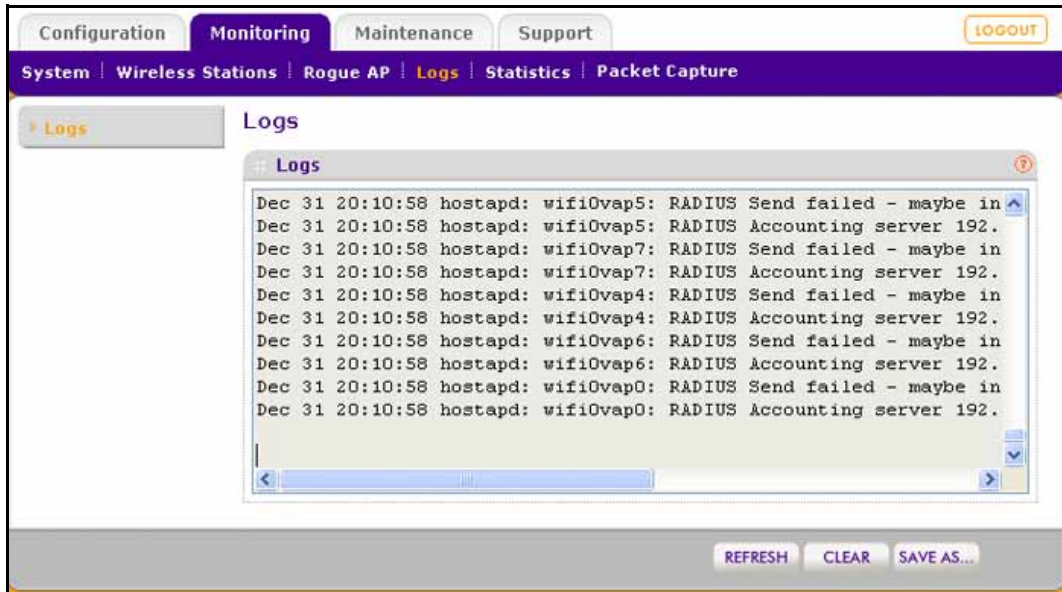 Configuration Monitoring Maintenance Support LOGOUT
System Wireless Stations Rogue AP Logs Statistics Packet Capture
Logs
Logs
Logs
Dec 31 20:10:58 hostapd: wifi0vap5: RADIUS Send failed - maybe in
Dec 31 20:10:58 hostapd: wifi0vap5: RADIUS Accounting server 192.
Dec 31 20:10:58 hostapd: wifi0vap7: RADIUS Send failed - maybe in
Dec 31 20:10:58 hostapd: wifi0vap7: RADIUS Accounting server 192.
Dec 31 20:10:58 hostapd: wifi0vap4: RADIUS Send failed - maybe in
Dec 31 20:10:58 hostapd: wifi0vap4: RADIUS Accounting server 192.
Dec 31 20:10:58 hostapd: wifi0vap6: RADIUS Send failed - maybe in
Dec 31 20:10:58 hostapd: wifi0vap6: RADIUS Accounting server 192.
Dec 31 20:10:58 hostapd: wifi0vap0: RADIUS Send failed - maybe in
Dec 31 20:10:58 hostapd: wifi0vap0: RADIUS Accounting server 192.
REFRESH CLEAR SAVE AS...